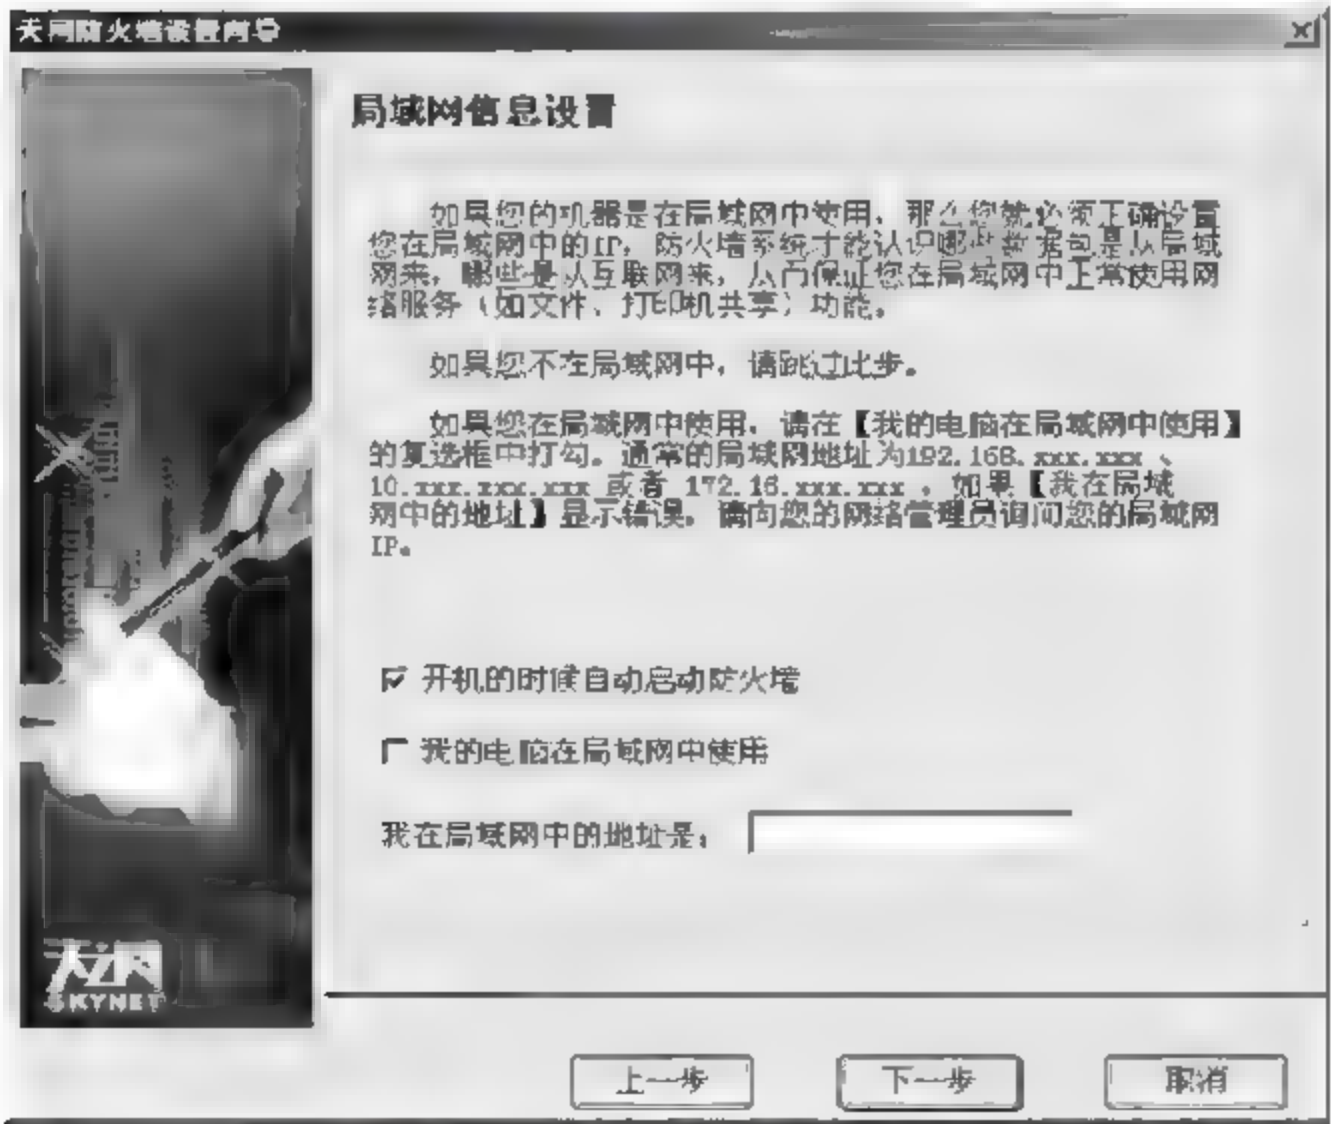 天网防火墙设置向导
局域网信息设置
如果您的机器是在局域网中使用，那么您就必须正确设置
您在局域网中的IP，防火墙系统才能认识哪些数据包是从局域
网来，哪些是从互联网来，从而保证您在局域网中正常使用网
络服务（如文件、打印机共享）功能。
如果您不在局域网中，请跳过此步。
如果您在局域网中使用，请在【我的电脑在局域网中使用】
的复选框中打勾。通常的局域网地址为192.168.xxx.xxx、
10.xxx.xxx.xxx 或者 172.16.xxx.xxx ，如果【我在局域
网中的地址】显示错误，请向您的网络管理员询问您的局域网
IP。
开机的时候自动启动防火墙
我的电脑在局域网中使用
我在局域网中的地址是：
天网
SKYNET
上一步
下一步
取消